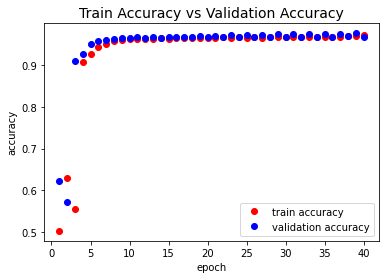 Train Accuracy vs Validation Accuracy
accuracy
0.9
0.8
0.7
0.6
0.5
0 5 10 15 20 25 30 35 40
epoch
train accuracy
validation accuracy